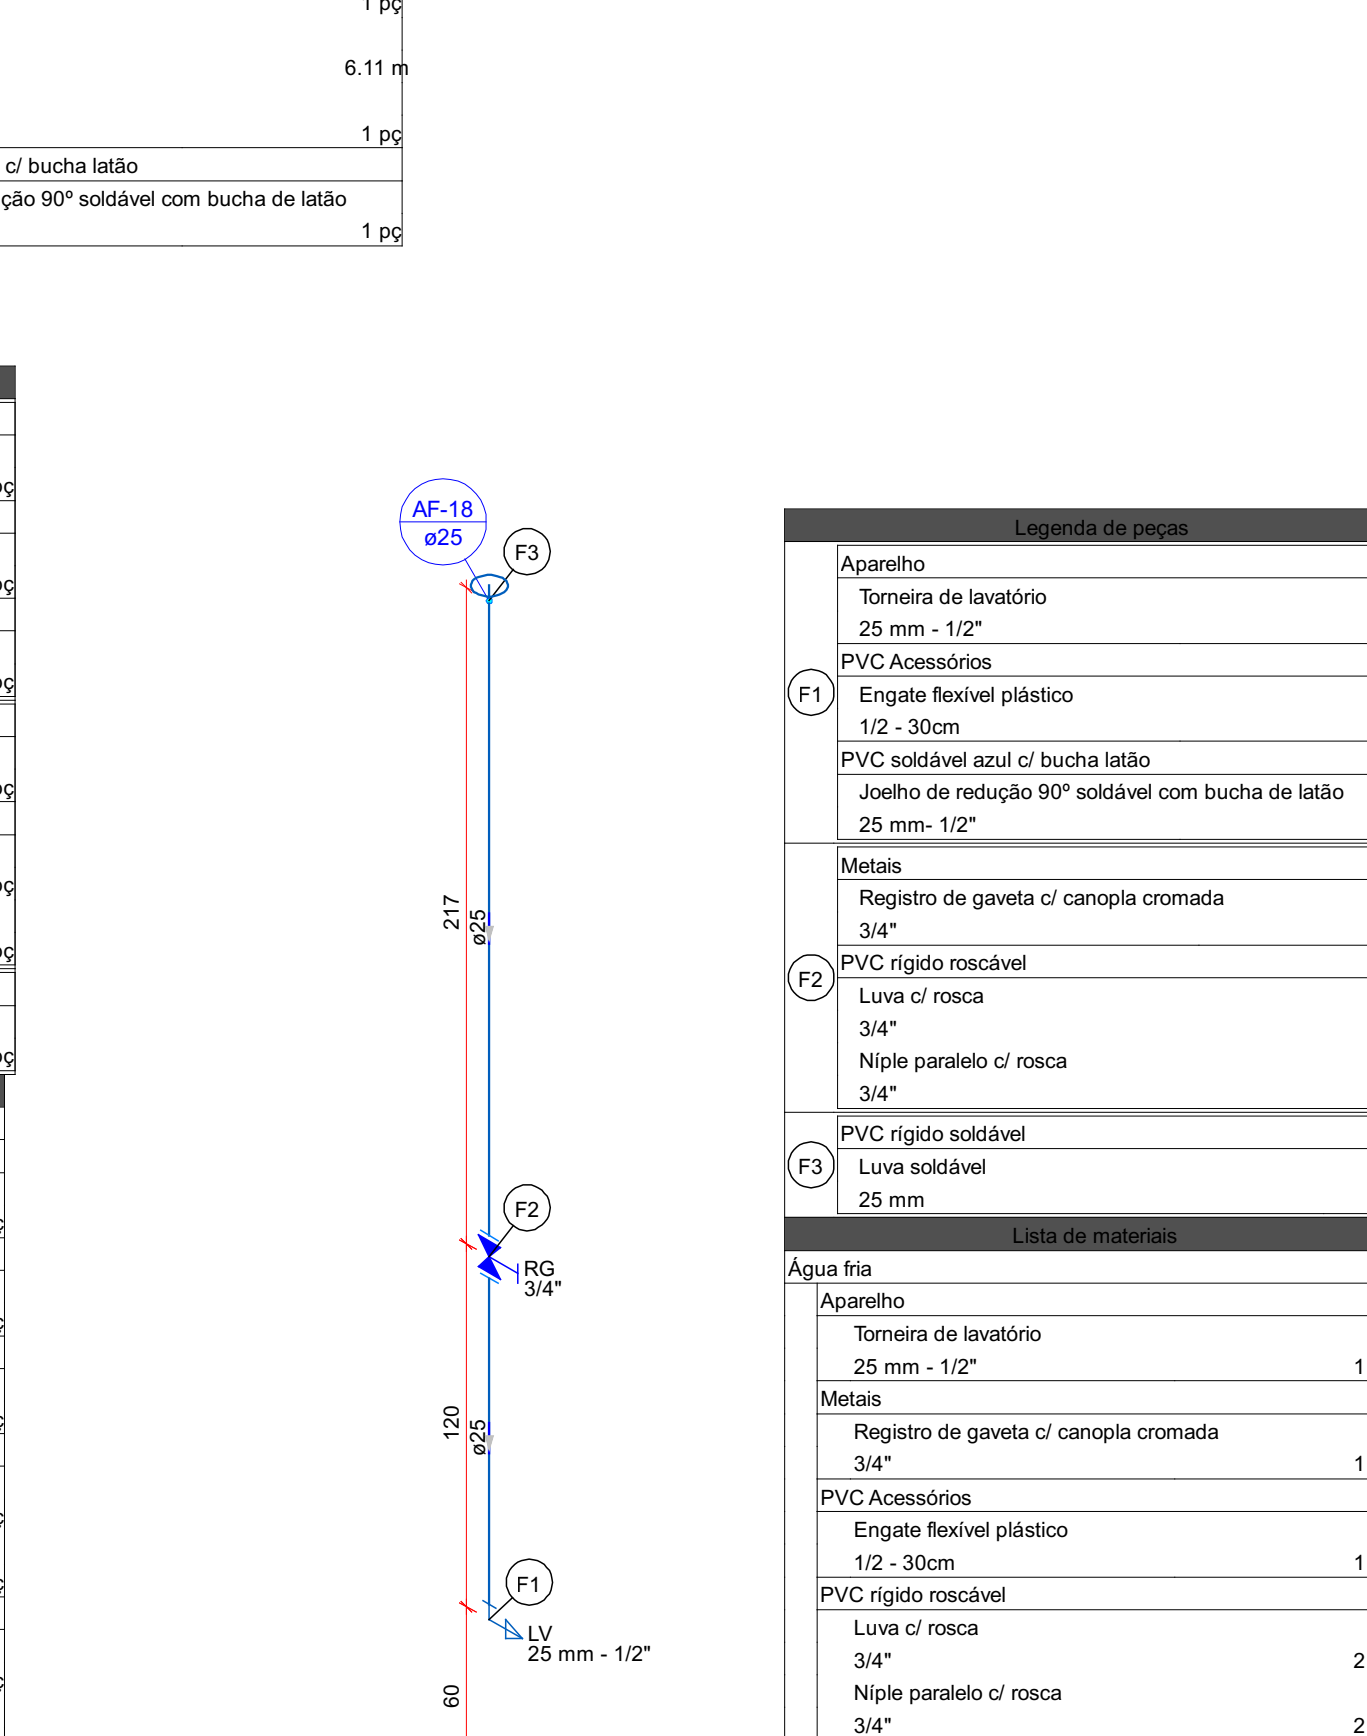 1 pç
6.11 m
1 pç
c/ bucha latão
ção 90º soldável com bucha de latão
1 pç
AF-18
ø25
F3
217
ø25
F2
RG
3/4"
120
ø25
F1
LV
25 mm - 1/2"
60
Legenda de peças
F1
Aparelho
Torneira de lavatório
25 mm - 1/2"
PVC Acessórios
Engate flexível plástico
1/2 - 30cm
PVC soldável azul c/ bucha latão
Joelho de redução 90º soldável com bucha de latão
25 mm- 1/2"
F2
Metais
Registro de gaveta c/ canopla cromada
3/4"
PVC rígido roscável
Luva c/ rosca
3/4"
Níple paralelo c/ rosca
3/4"
F3
PVC rígido soldável
Luva soldável
25 mm
Lista de materiais
Água fria
Aparelho
Torneira de lavatório
25 mm - 1/2" 1
Metais
Registro de gaveta c/ canopla cromada
3/4" 1
PVC Acessórios
Engate flexível plástico
1/2 - 30cm 1
PVC rígido roscável
Luva c/ rosca
3/4" 2
Níple paralelo c/ rosca
3/4" 2